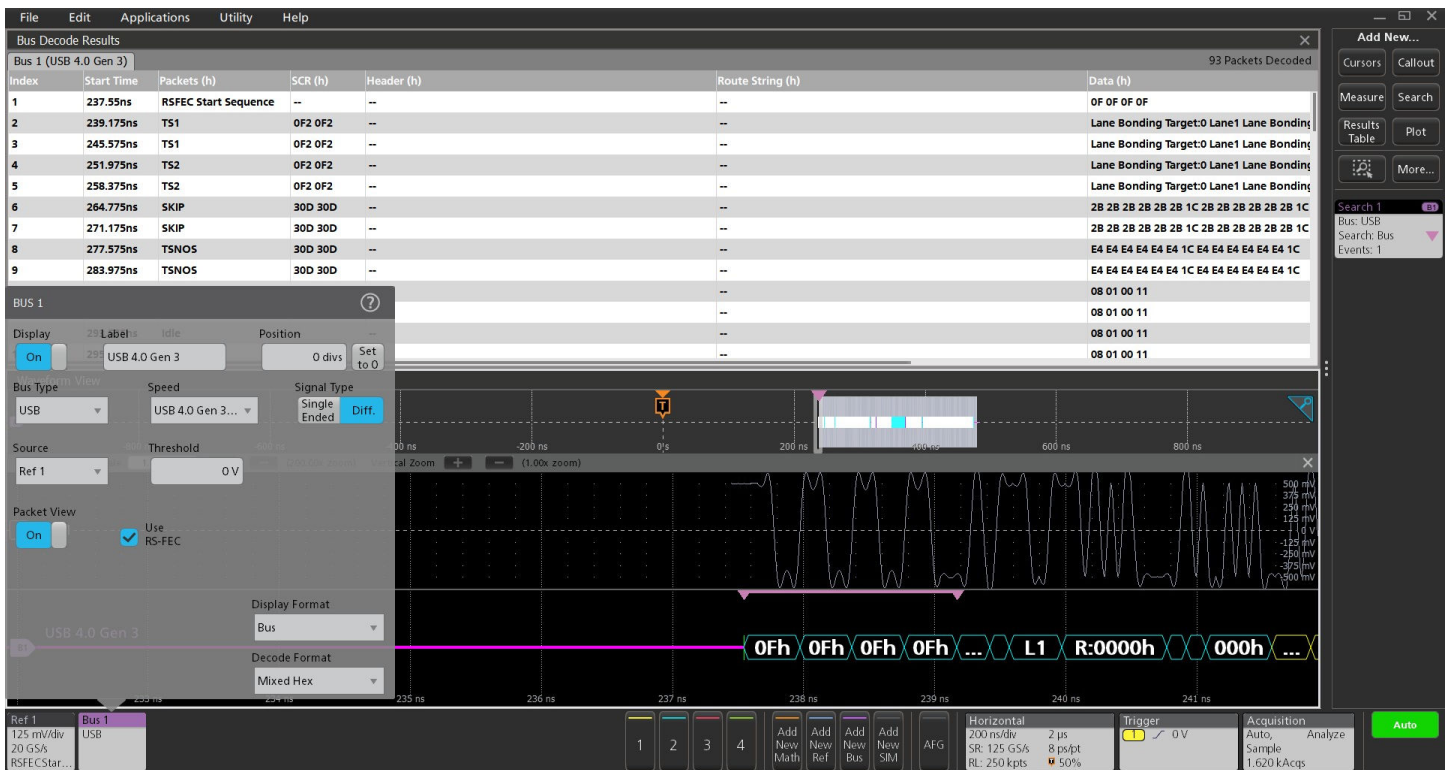 File Edit Applications Utility Help
Bus Decode Results
Bus 1 (USB 4.0 Gen 3) 93 Packets Decoded
Index Start Time Packets (h) SCR (h) Header (h) Route String (h) Data (h)
1 237.55ns RSFEC Start Sequence -- -- -- 0F 0F 0F 0F
2 239.175ns TS1 0F2 0F2 -- -- Lane Bonding Target:0 Lane1 Lane Bonding
3 245.575ns TS1 0F2 0F2 -- -- Lane Bonding Target:0 Lane1 Lane Bonding
4 251.975ns TS2 0F2 0F2 -- -- Lane Bonding Target:0 Lane1 Lane Bonding
5 258.375ns TS2 0F2 0F2 -- -- Lane Bonding Target:0 Lane1 Lane Bonding
6 264.775ns SKIP 30D 30D -- -- 2B 2B 2B 2B 2B 2B 1C 2B 2B 2B 2B 2B 2B 1C
7 271.175ns SKIP 30D 30D -- -- 2B 2B 2B 2B 2B 2B 1C 2B 2B 2B 2B 2B 2B 1C
8 277.575ns TSNOS 30D 30D -- -- E4 E4 E4 E4 E4 E4 1C E4 E4 E4 E4 E4 E4 1C
9 283.975ns TSNOS 30D 30D -- -- E4 E4 E4 E4 E4 E4 1C E4 E4 E4 E4 E4 E4 1C
-- 08 01 00 11
-- 08 01 00 11
-- 08 01 00 11
-- 08 01 00 11
BUS 1
Display Label Idle Position --
On USB 4.0 Gen 3 0 divs Set to 0
Waveform View
Bus Type Speed Signal Type
USB USB 4.0 Gen 3... Single Ended Diff.
Source Threshold
Ref 1 0 V
Packet View
On Use RS-FEC
Display Format
Bus
Decode Format
Mixed Hex
T
-200 ns 0 s 200 ns 400 ns 600 ns 800 ns
Zoom + - (1.00x zoom)
500 mV
375 mV
250 mV
125 mV
0 V
-125 mV
-250 mV
-375 mV
-500 mV
USB 4.0 Gen 3
B1
0Fh 0Fh 0Fh 0Fh ... L1 R:0000h 000h ...
235 ns 236 ns 237 ns 238 ns 239 ns 240 ns 241 ns
Add New...
Cursors Callout
Measure Search
Results Table Plot
More...
Search 1 B1
Bus: USB
Search: Bus
Events: 1
Ref 1
125 mV/div
20 GS/s
RSFECStar...
Bus 1
USB
1 2 3 4
Add New Math
Add New Ref
Add New Bus
Add New SIM
AFG
Horizontal
200 ns/div 2 µs
SR: 125 GS/s 8 ps/pt
RL: 250 kpts 50%
Trigger
1 0 V
Acquisition
Auto, Analyze
Sample
1.620 kAcqs
Auto